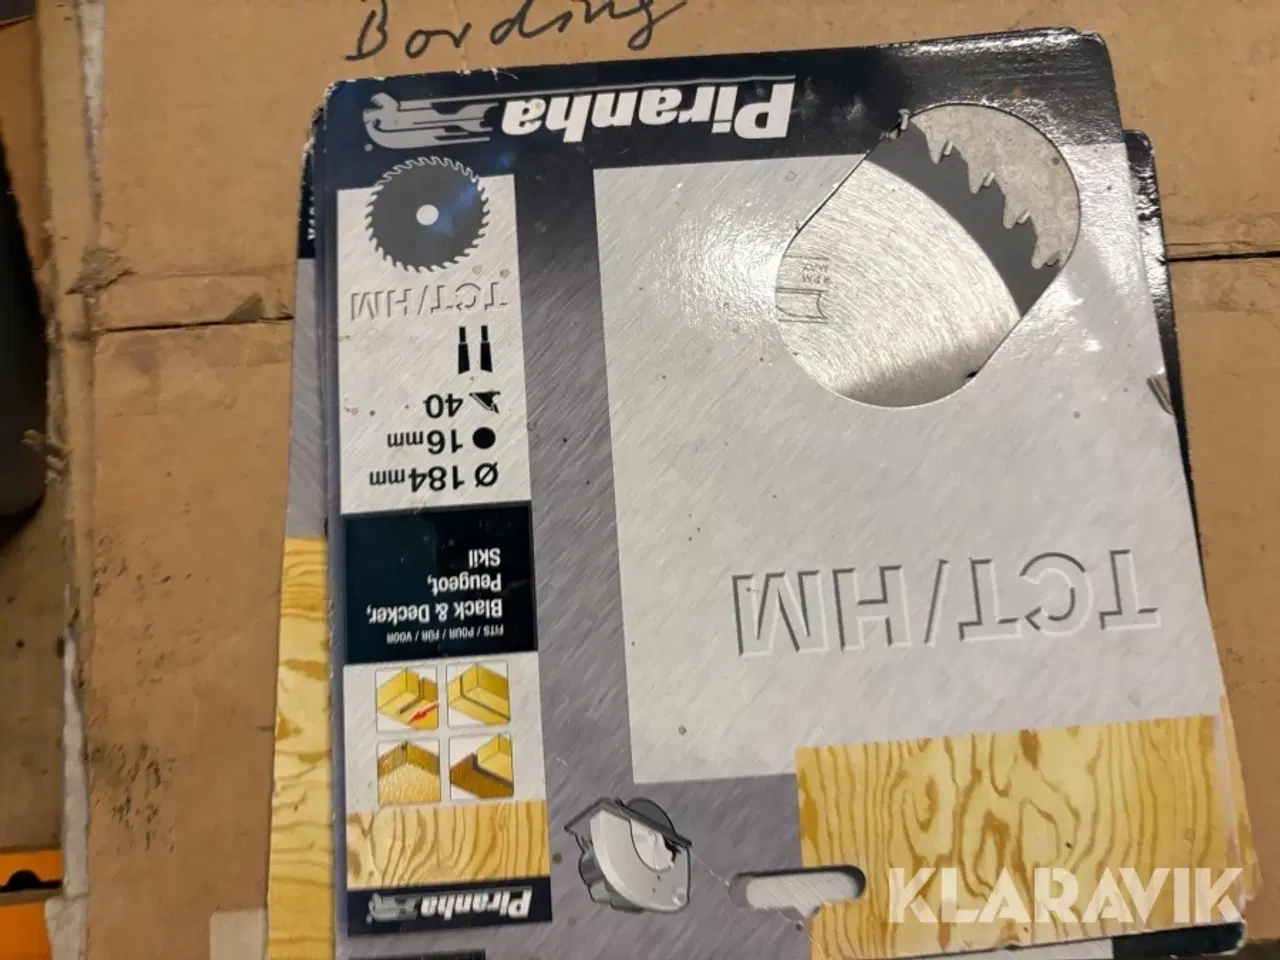 Bording
Piranha
TCT/HM
40
16mm
Ø 184mm
FITS / POUR / FÜR / VOOR
Black & Decker,
Peugeot,
Skil
Piranha
TCT/HM
KLARAVIK